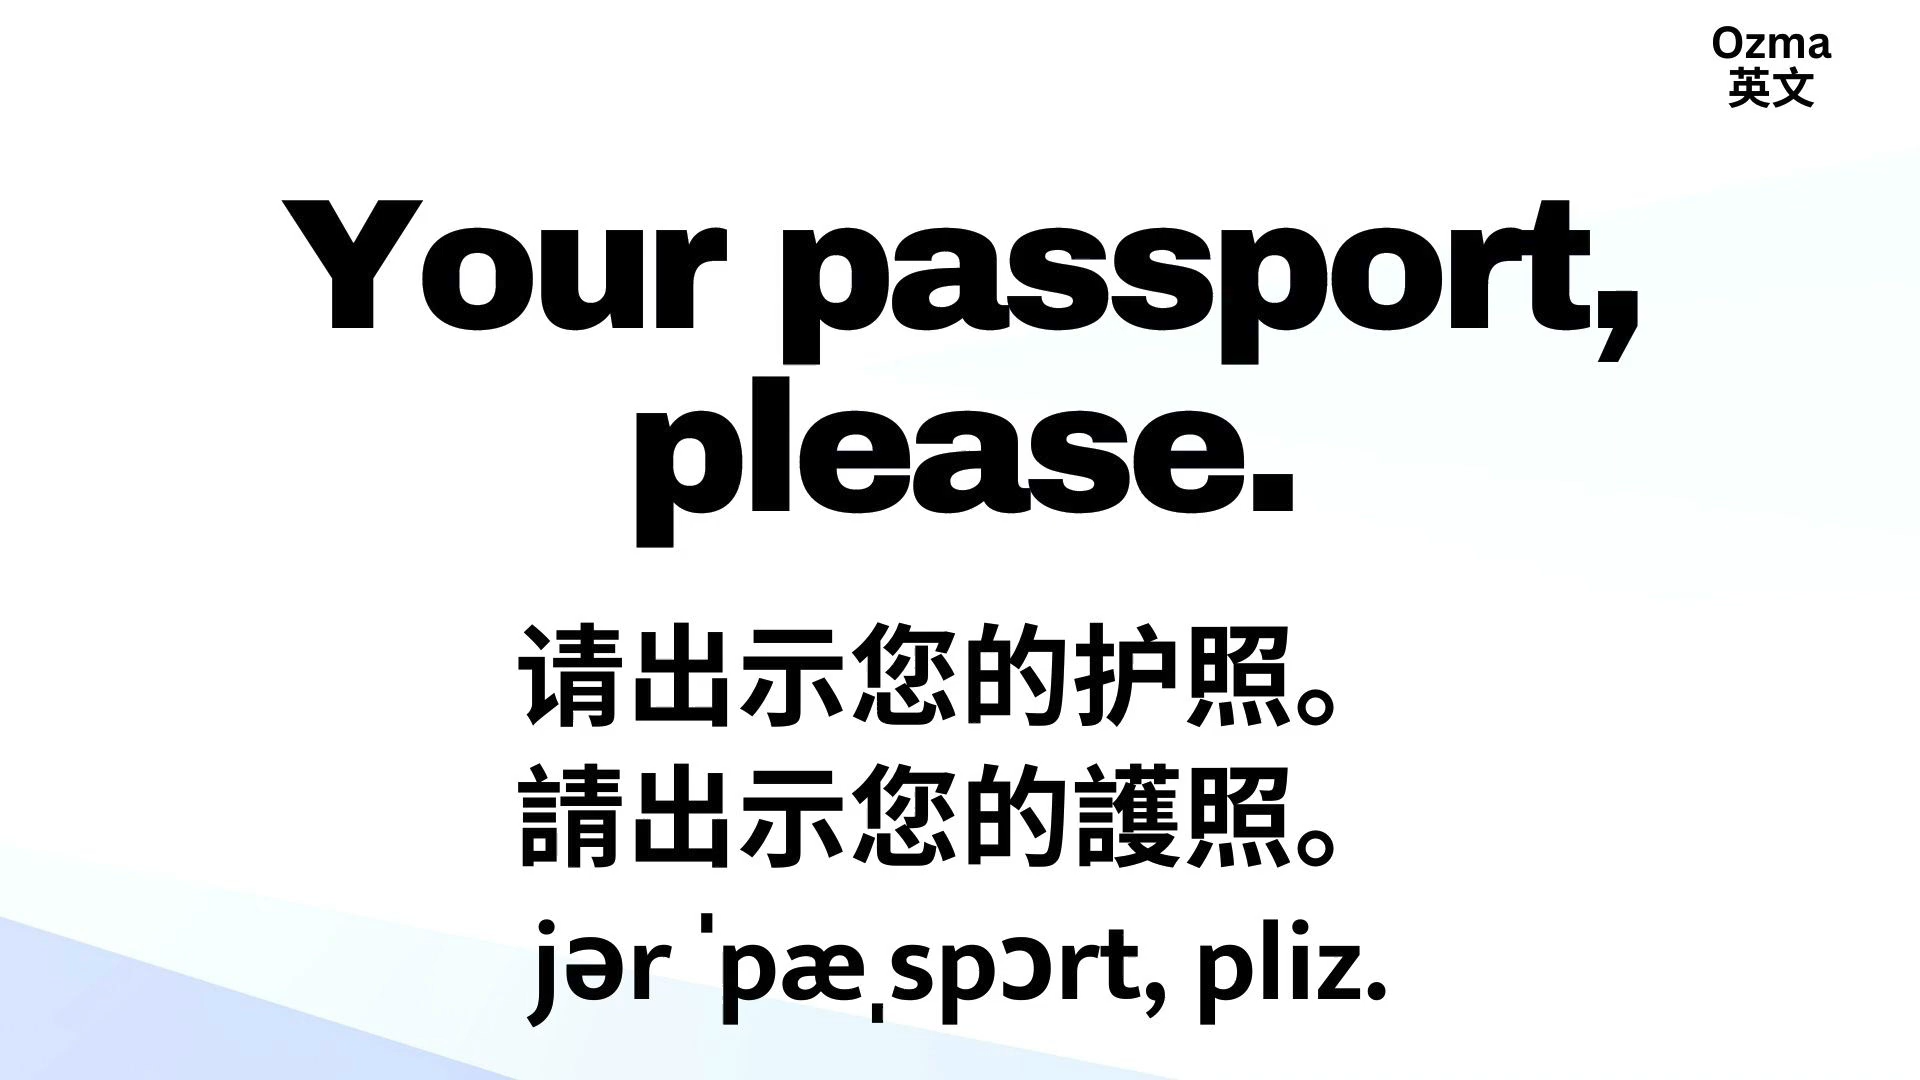 Ozma
英文
Your passport,
please.
请出示您的护照。
請出示您的護照。
jər ˈpæˌspɔrt, pliz.